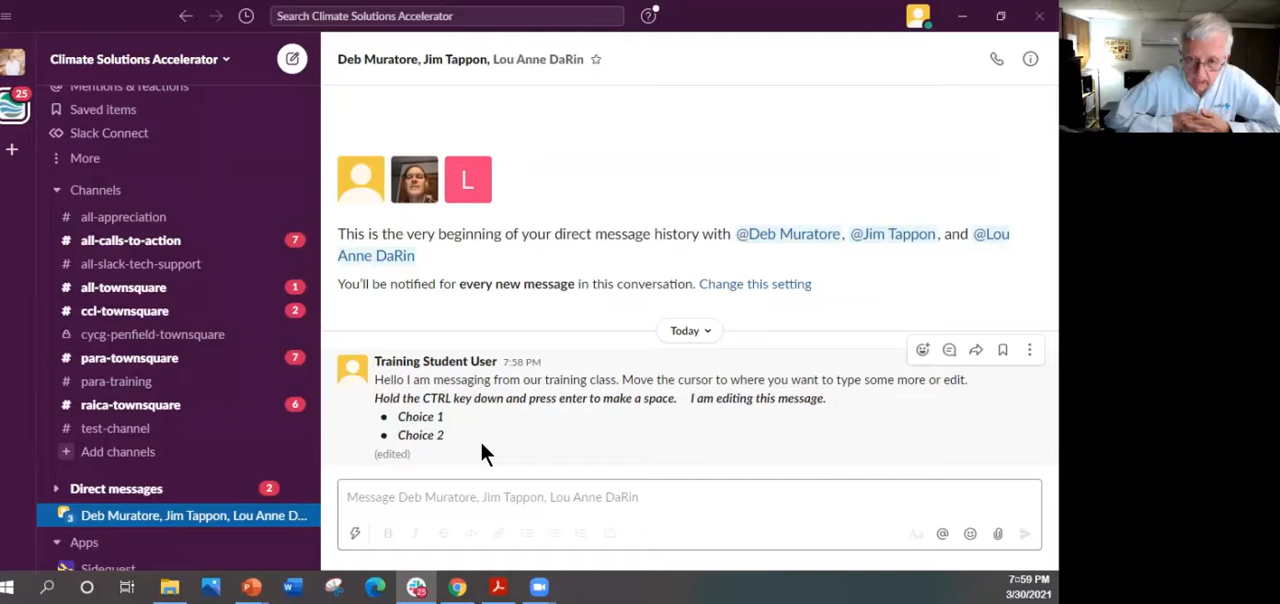 Search Climate Solutions Accelerator
25
Climate Solutions Accelerator
Mentions & reactions
Saved items
Slack Connect
More
Channels
# all-appreciation
# all-calls-to-action 7
# all-slack-tech-support
# all-townsquare 1
# ccl-townsquare 2
cycg-penfield-townsquare
# para-townsquare 7
# para-training
# raica-townsquare 6
# test-channel
+ Add channels
Direct messages 2
3 Deb Muratore, Jim Tappon, Lou Anne D...
Apps
Sidequest
Deb Muratore, Jim Tappon, Lou Anne DaRin
L
This is the very beginning of your direct message history with @Deb Muratore, @Jim Tappon, and @Lou
Anne DaRin
You'll be notified for every new message in this conversation. Change this setting
Today
Training Student User 7:58 PM
Hello I am messaging from our training class. Move the cursor to where you want to type some more or edit.
Hold the CTRL key down and press enter to make a space. I am editing this message.
• Choice 1
• Choice 2
(edited)
Message Deb Muratore, Jim Tappon, Lou Anne DaRin
B I S Aa @
25
7:59 PM
3/30/2021